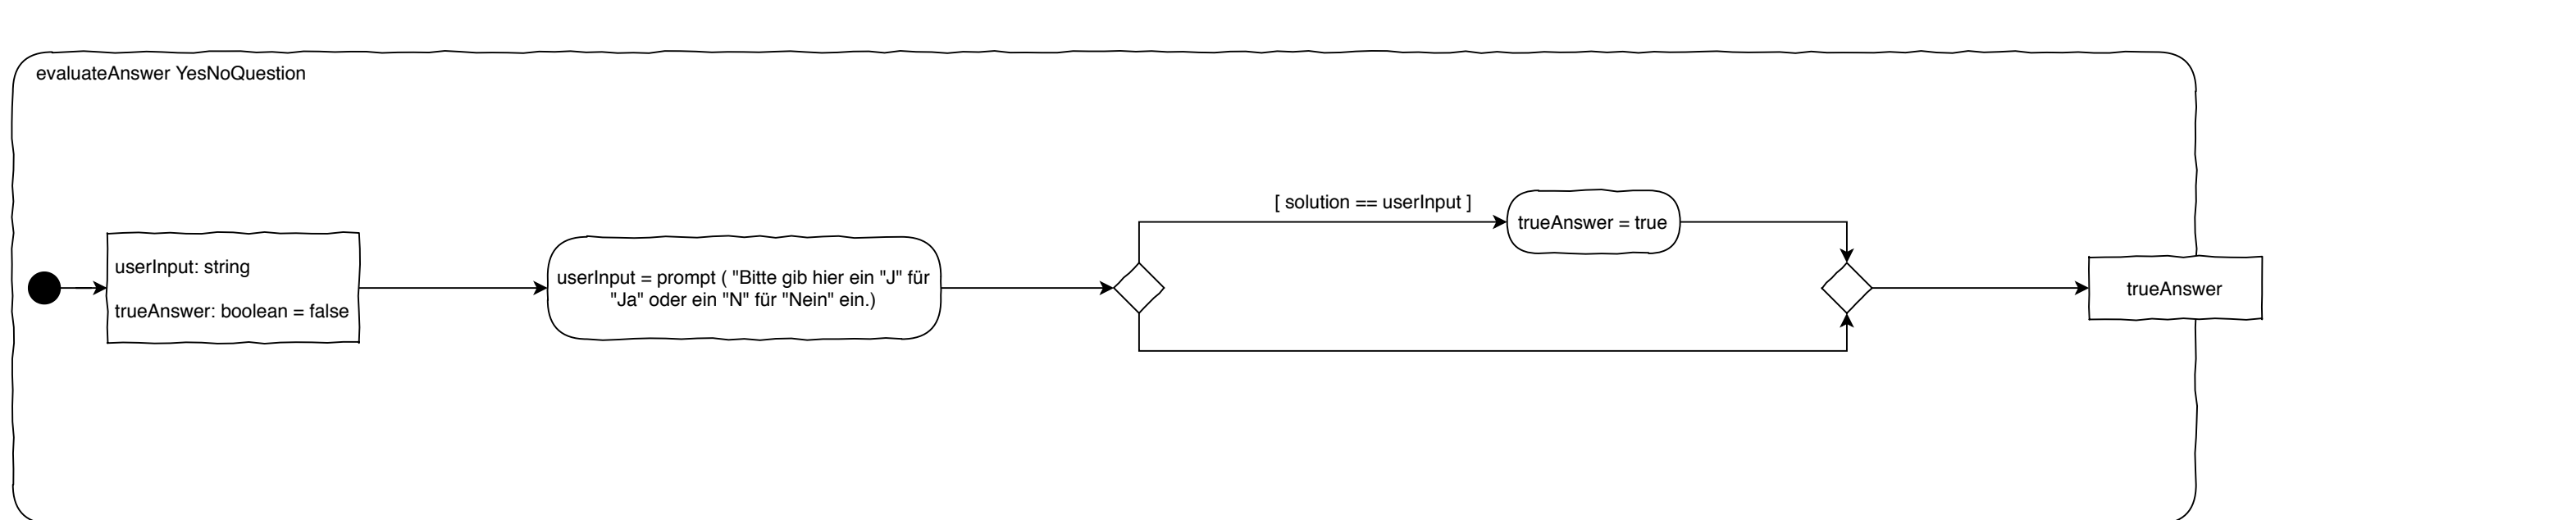 evaluateAnswer YesNoQuestion
userInput: string
trueAnswer: boolean = false
userInput = prompt ( "Bitte gib hier ein "J" für
"Ja" oder ein "N" für "Nein" ein.)
[ solution == userInput ]
trueAnswer = true
trueAnswer